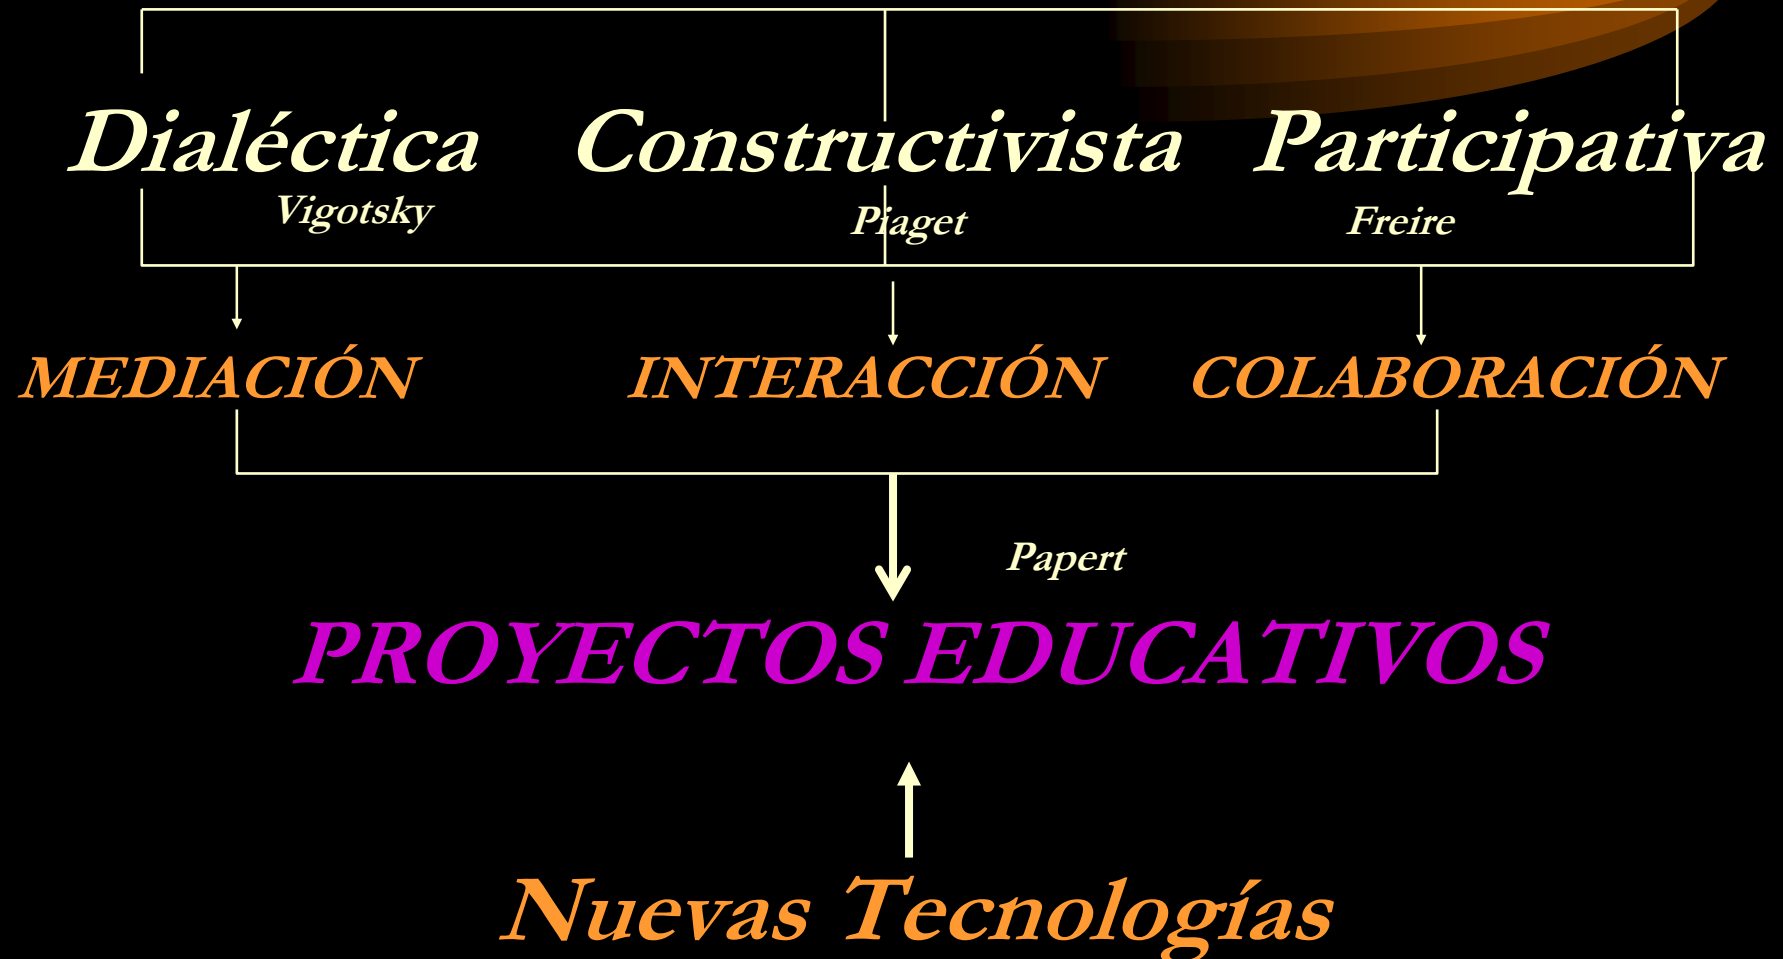 Dialéctica Constructivista Participativa
Vigotsky Piaget Freire
MEDIACIÓN INTERACCIÓN COLABORACIÓN
Papert
PROYECTOS EDUCATIVOS
Nuevas Tecnologías